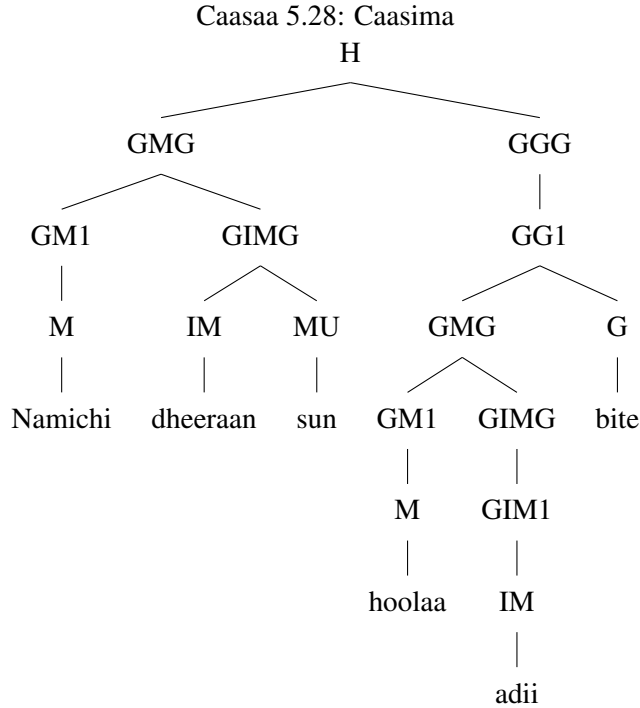 Caasaa 5.28: Caasima
H
GMG GGG
GM1 GIMG GG1
M IM MU GMG G
Namichi dheeraan sun GM1 GIMG bite
M GIM1
hoolaa IM
adii